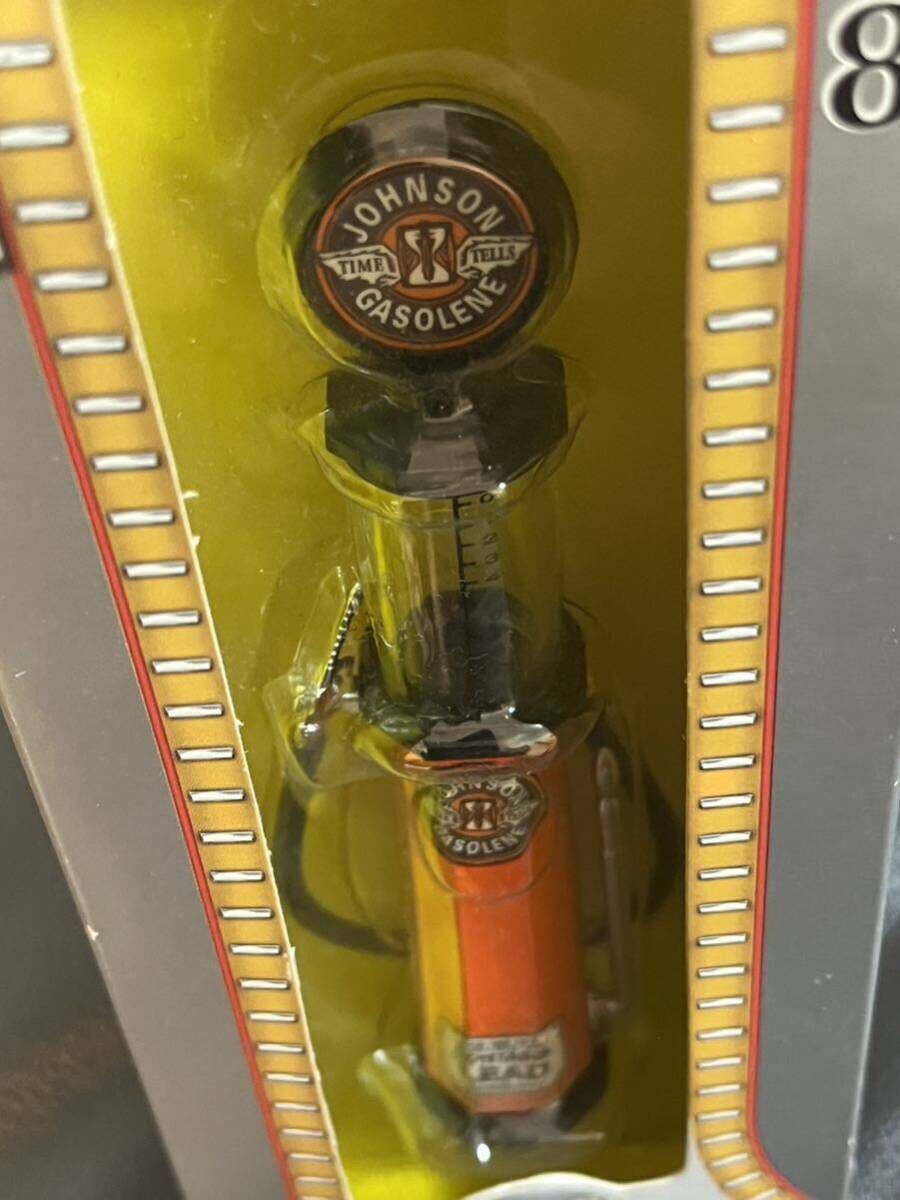 8
JOHNSON
TIME TELLS
GASOLENE
JOHNSON
GASOLENE
LEAD